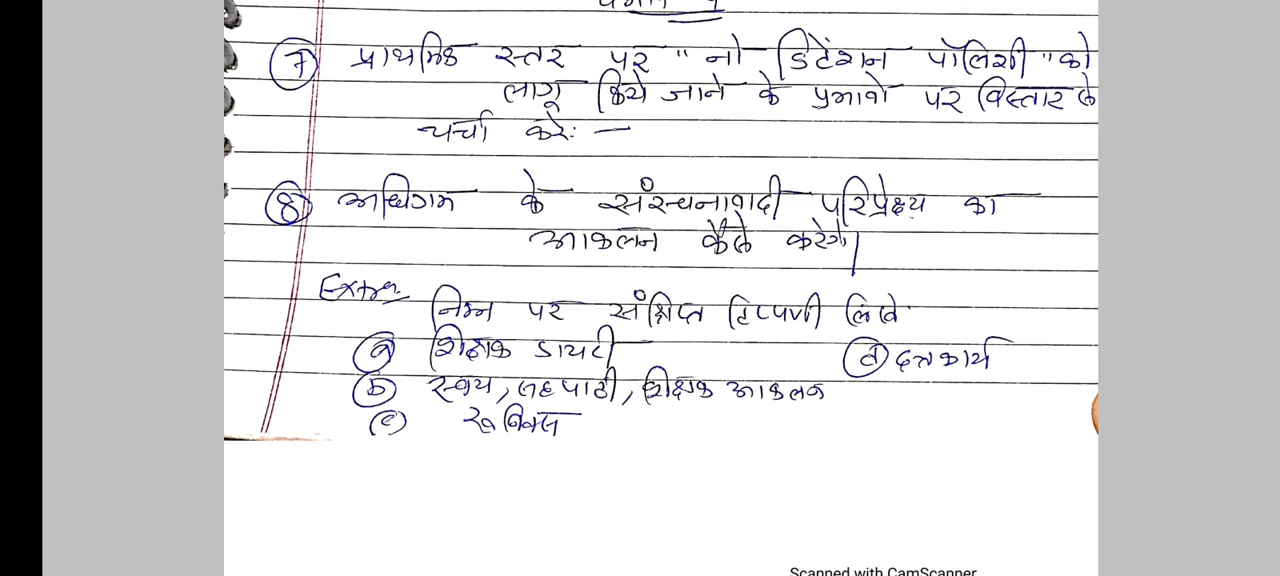 ⑦ प्राथमिक स्तर पर "नो डिटेंशन पॉलिशी" को
लागू किये जाने के प्रभावो पर विस्तार से
चर्चा करेः —
⑧ अधिगम के संरचनावादी परिप्रेक्ष्य का
आकलन कैसे करेगे।
Extra
निम्न पर संक्षिप्त टिप्पणी लिखे
ⓐ शिक्षक डायरी
ⓓ दत्तकार्य
ⓑ स्वयं, सहपाठी, शिक्षक आकलन
(c) रूब्रिक्स
Scanned with CamScanner